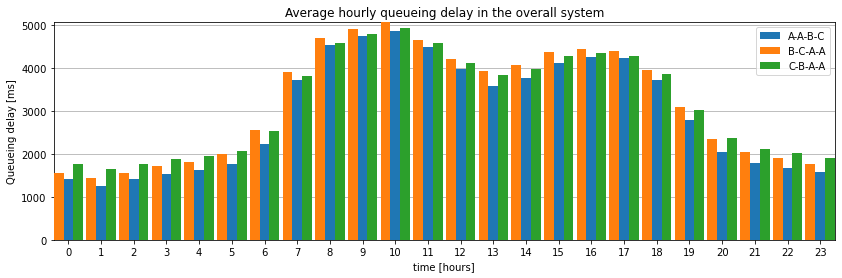 Average hourly queueing delay in the overall system
5000
4000
3000
2000
1000
0
Queueing delay [ms]
A-A-B-C
B-C-A-A
C-B-A-A
0 1 2 3 4 5 6 7 8 9 10 11 12 13 14 15 16 17 18 19 20 21 22 23
time [hours]